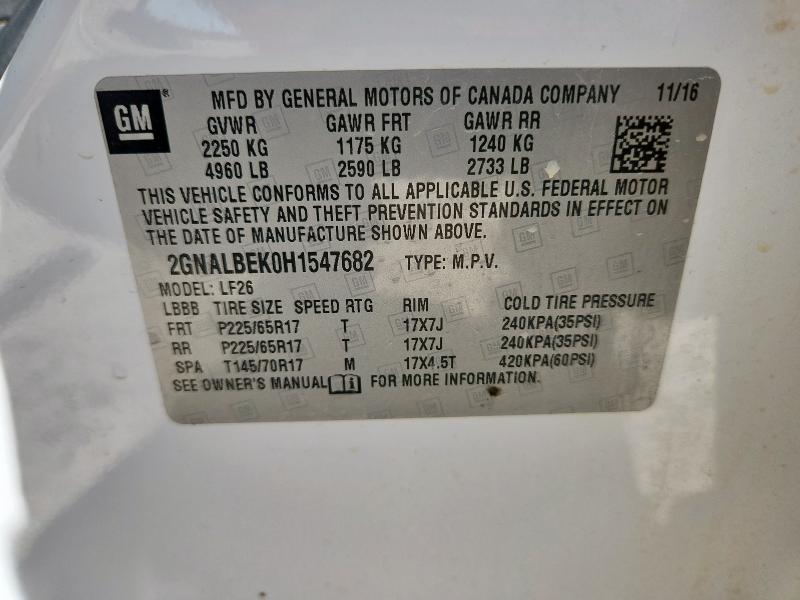 GM ® MFD BY GENERAL MOTORS OF CANADA COMPANY 11/16
GVWR GAWR FRT GAWR RR
2250 KG 1175 KG 1240 KG
4960 LB 2590 LB 2733 LB
THIS VEHICLE CONFORMS TO ALL APPLICABLE U.S. FEDERAL MOTOR
VEHICLE SAFETY AND THEFT PREVENTION STANDARDS IN EFFECT ON
THE DATE OF MANUFACTURE SHOWN ABOVE.
2GNALBEK0H1547682 TYPE: M.P.V.
MODEL: LF26
LBBB TIRE SIZE SPEED RTG RIM COLD TIRE PRESSURE
FRT P225/65R17 T 17X7J 240KPA(35PSI)
RR P225/65R17 T 17X7J 240KPA(35PSI)
SPA T145/70R17 M 17X4.5T 420KPA(60PSI)
SEE OWNER'S MANUAL FOR MORE INFORMATION.